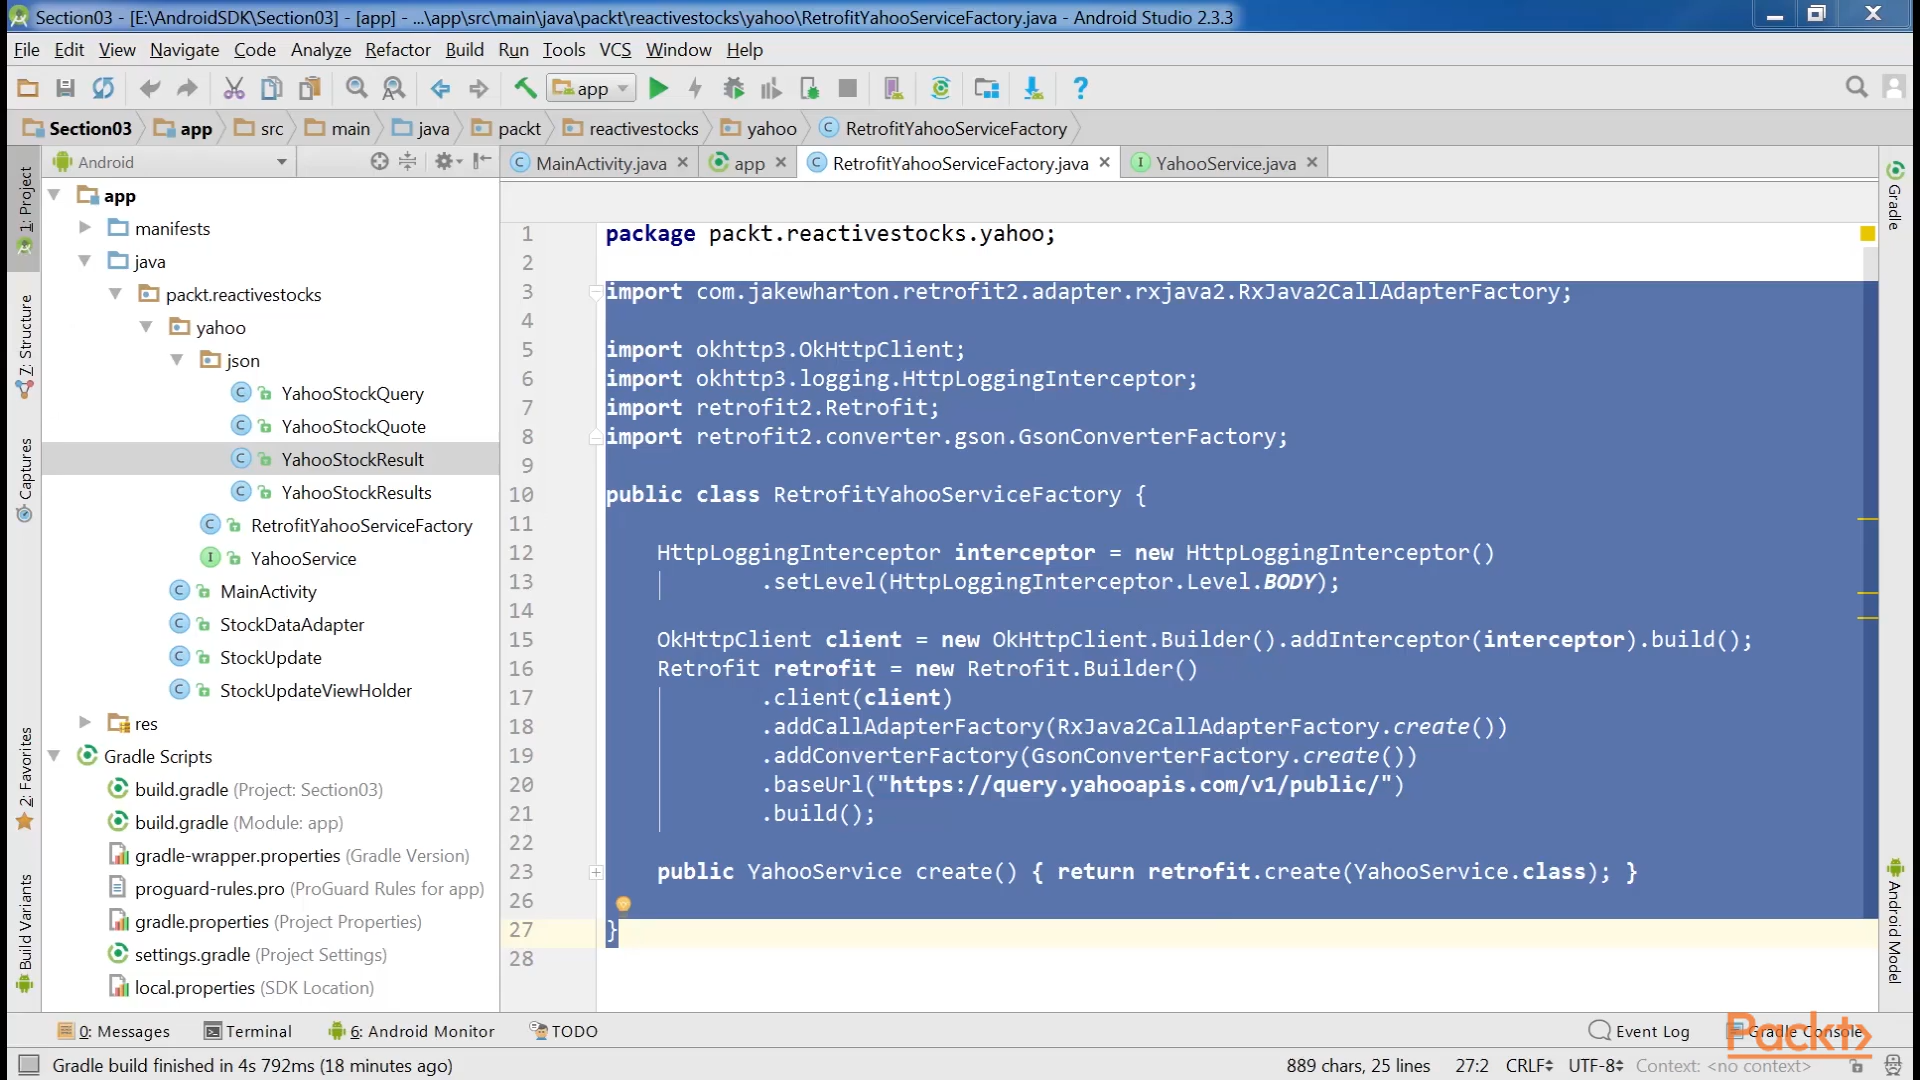 Section03 - [E:\AndroidSDK\Section03] - [app] - ...\app\src\main\java\packt\reactivestocks\yahoo\RetrofitYahooServiceFactory.java - Android Studio 2.3.3
File Edit View Navigate Code Analyze Refactor Build Run Tools VCS Window Help
app
Section03 app src main java packt reactivestocks yahoo RetrofitYahooServiceFactory
Android
MainActivity.java app RetrofitYahooServiceFactory.java YahooService.java
1: Project
Z: Structure
Captures
2: Favorites
Build Variants
app
manifests
java
packt.reactivestocks
yahoo
json
YahooStockQuery
YahooStockQuote
YahooStockResult
YahooStockResults
RetrofitYahooServiceFactory
YahooService
MainActivity
StockDataAdapter
StockUpdate
StockUpdateViewHolder
res
Gradle Scripts
build.gradle (Project: Section03)
build.gradle (Module: app)
gradle-wrapper.properties (Gradle Version)
proguard-rules.pro (ProGuard Rules for app)
gradle.properties (Project Properties)
settings.gradle (Project Settings)
local.properties (SDK Location)
1 package packt.reactivestocks.yahoo;
2
3 import com.jakewharton.retrofit2.adapter.rxjava2.RxJava2CallAdapterFactory;
4
5 import okhttp3.OkHttpClient;
6 import okhttp3.logging.HttpLoggingInterceptor;
7 import retrofit2.Retrofit;
8 import retrofit2.converter.gson.GsonConverterFactory;
9
10 public class RetrofitYahooServiceFactory {
11
12 HttpLoggingInterceptor interceptor = new HttpLoggingInterceptor()
13 .setLevel(HttpLoggingInterceptor.Level.BODY);
14
15 OkHttpClient client = new OkHttpClient.Builder().addInterceptor(interceptor).build();
16 Retrofit retrofit = new Retrofit.Builder()
17 .client(client)
18 .addCallAdapterFactory(RxJava2CallAdapterFactory.create())
19 .addConverterFactory(GsonConverterFactory.create())
20 .baseUrl("https://query.yahooapis.com/v1/public/")
21 .build();
22
23 public YahooService create() { return retrofit.create(YahooService.class); }
26
27 }
28
Gradle
Android Model
0: Messages Terminal 6: Android Monitor TODO Event Log Gradle Console
Packt>
Gradle build finished in 4s 792ms (18 minutes ago) 889 chars, 25 lines 27:2 CRLF UTF-8 Context: <no context>